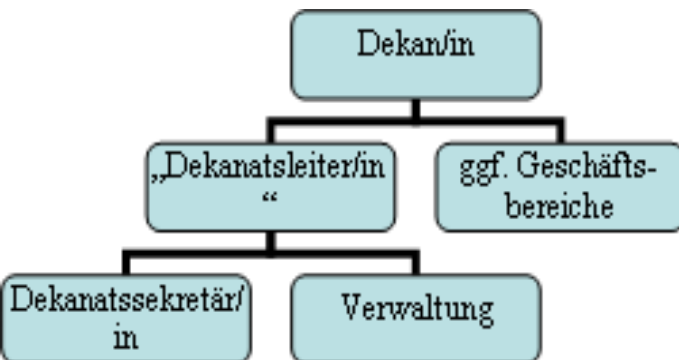 Dekan/in
„Dekanatsleiter/in
“
ggf. Geschäfts-
bereiche
Dekanatssekretär/
in
Verwaltung